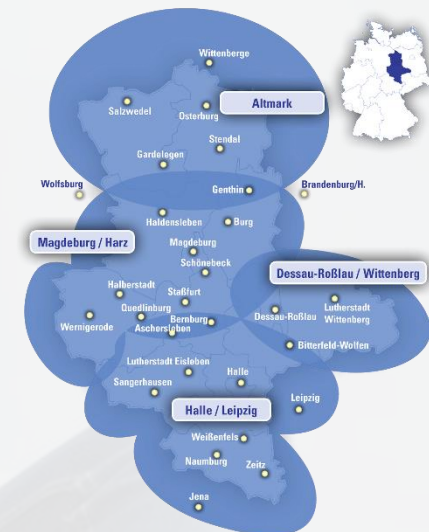 Wittenberge
Salzwedel
Osterburg
Altmark
Stendal
Gardelegen
Wolfsburg
Genthin
Brandenburg/H.
Haldensleben
Burg
Magdeburg / Harz
Magdeburg
Schönebeck
Dessau-Roßlau / Wittenberg
Halberstadt
Staßfurt
Quedlinburg
Lutherstadt
Wittenberg
Wernigerode
Bernburg
Dessau-Roßlau
Aschersleben
Bitterfeld-Wolfen
Lutherstadt Eisleben
Halle
Sangerhausen
Halle / Leipzig
Leipzig
Weißenfels
Naumburg
Zeitz
Jena